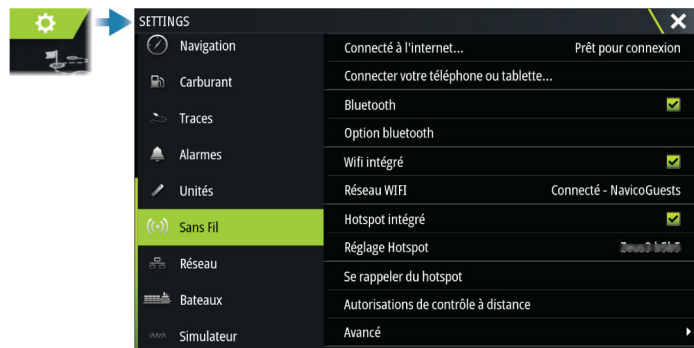 SETTINGS
Navigation
Carburant
Traces
Alarmes
Unités
Sans Fil
Réseau
Bateaux
Simulateur
Connecté à l'internet... Prêt pour connexion
Connecter votre téléphone ou tablette...
Bluetooth
Option bluetooth
Wifi intégré
Réseau WIFI Connecté - NavicoGuests
Hotspot intégré
Réglage Hotspot
Se rappeler du hotspot
Autorisations de contrôle à distance
Avancé